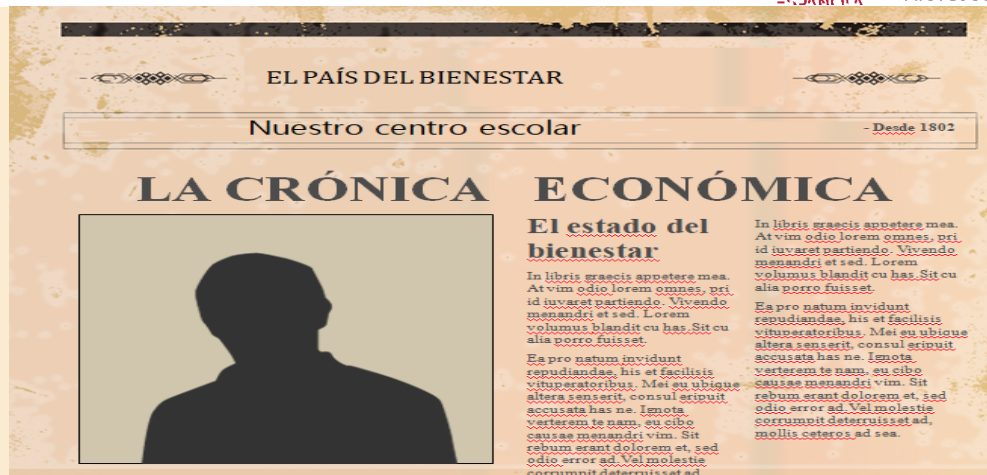 EL PAÍS DEL BIENESTAR
Nuestro centro escolar
- Desde 1802
LA CRÓNICA ECONÓMICA
El estado del
bienestar
In libris graecis appetere mea.
At vim odio lorem omnes, pri
id iuvaret partiendo. Vivendo
menandri et sed. Lorem
volumus blandit cu has. Sit cu
alia porro fuisset.
Ea pro natum invidunt
repudiandae, his et facilisis
vituperatoribus. Mei eu ubique
altera senserit, consul eripuit
accusata has ne. Ignota
verterem te nam, eu cibo
causae menandri vim. Sit
rebum erant dolorem et, sed
odio error ad. Vel molestie
corrumpit deterruisset ad,
In libris graecis appetere mea.
At vim odio lorem omnes, pri
id iuvaret partiendo. Vivendo
menandri et sed. Lorem
volumus blandit cu has. Sit cu
alia porro fuisset.
Ea pro natum invidunt
repudiandae, his et facilisis
vituperatoribus. Mei eu ubique
altera senserit, consul eripuit
accusata has ne. Ignota
verterem te nam, eu cibo
causae menandri vim. Sit
rebum erant dolorem et, sed
odio error ad. Vel molestie
corrumpit deterruisset ad,
mollis ceteros ad sea.